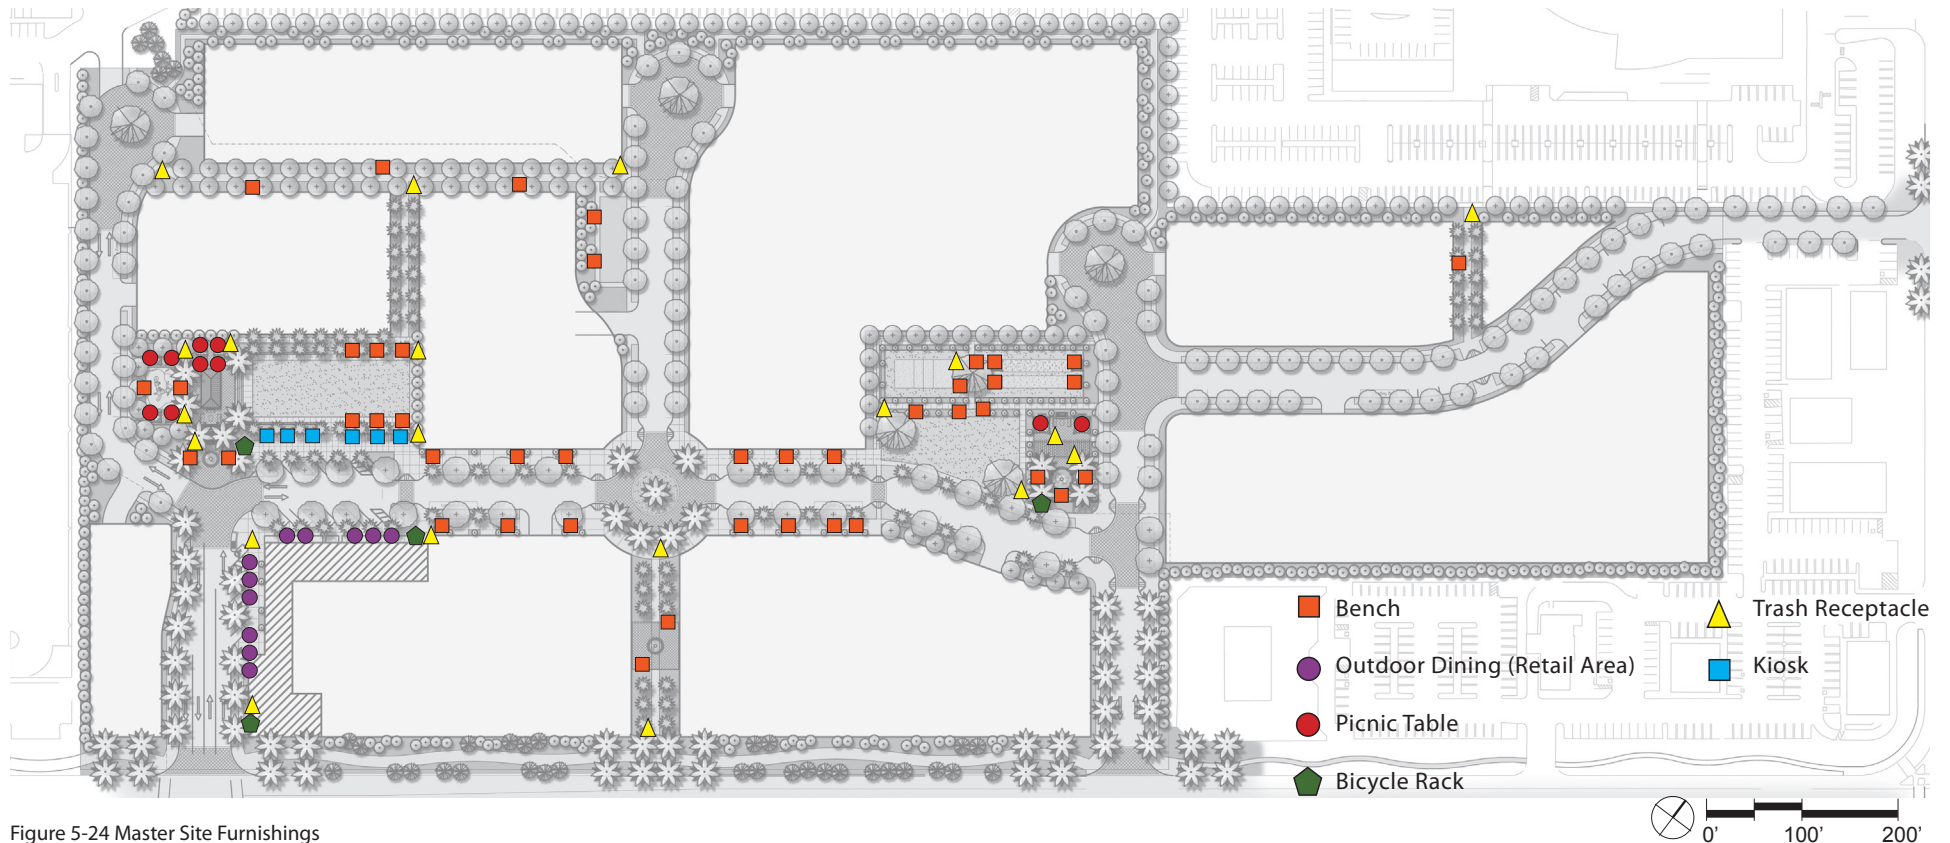 Bench
Trash Receptacle
Outdoor Dining (Retail Area)
Kiosk
Picnic Table
Bicycle Rack
0' 100' 200'
Figure 5-24 Master Site Furnishings